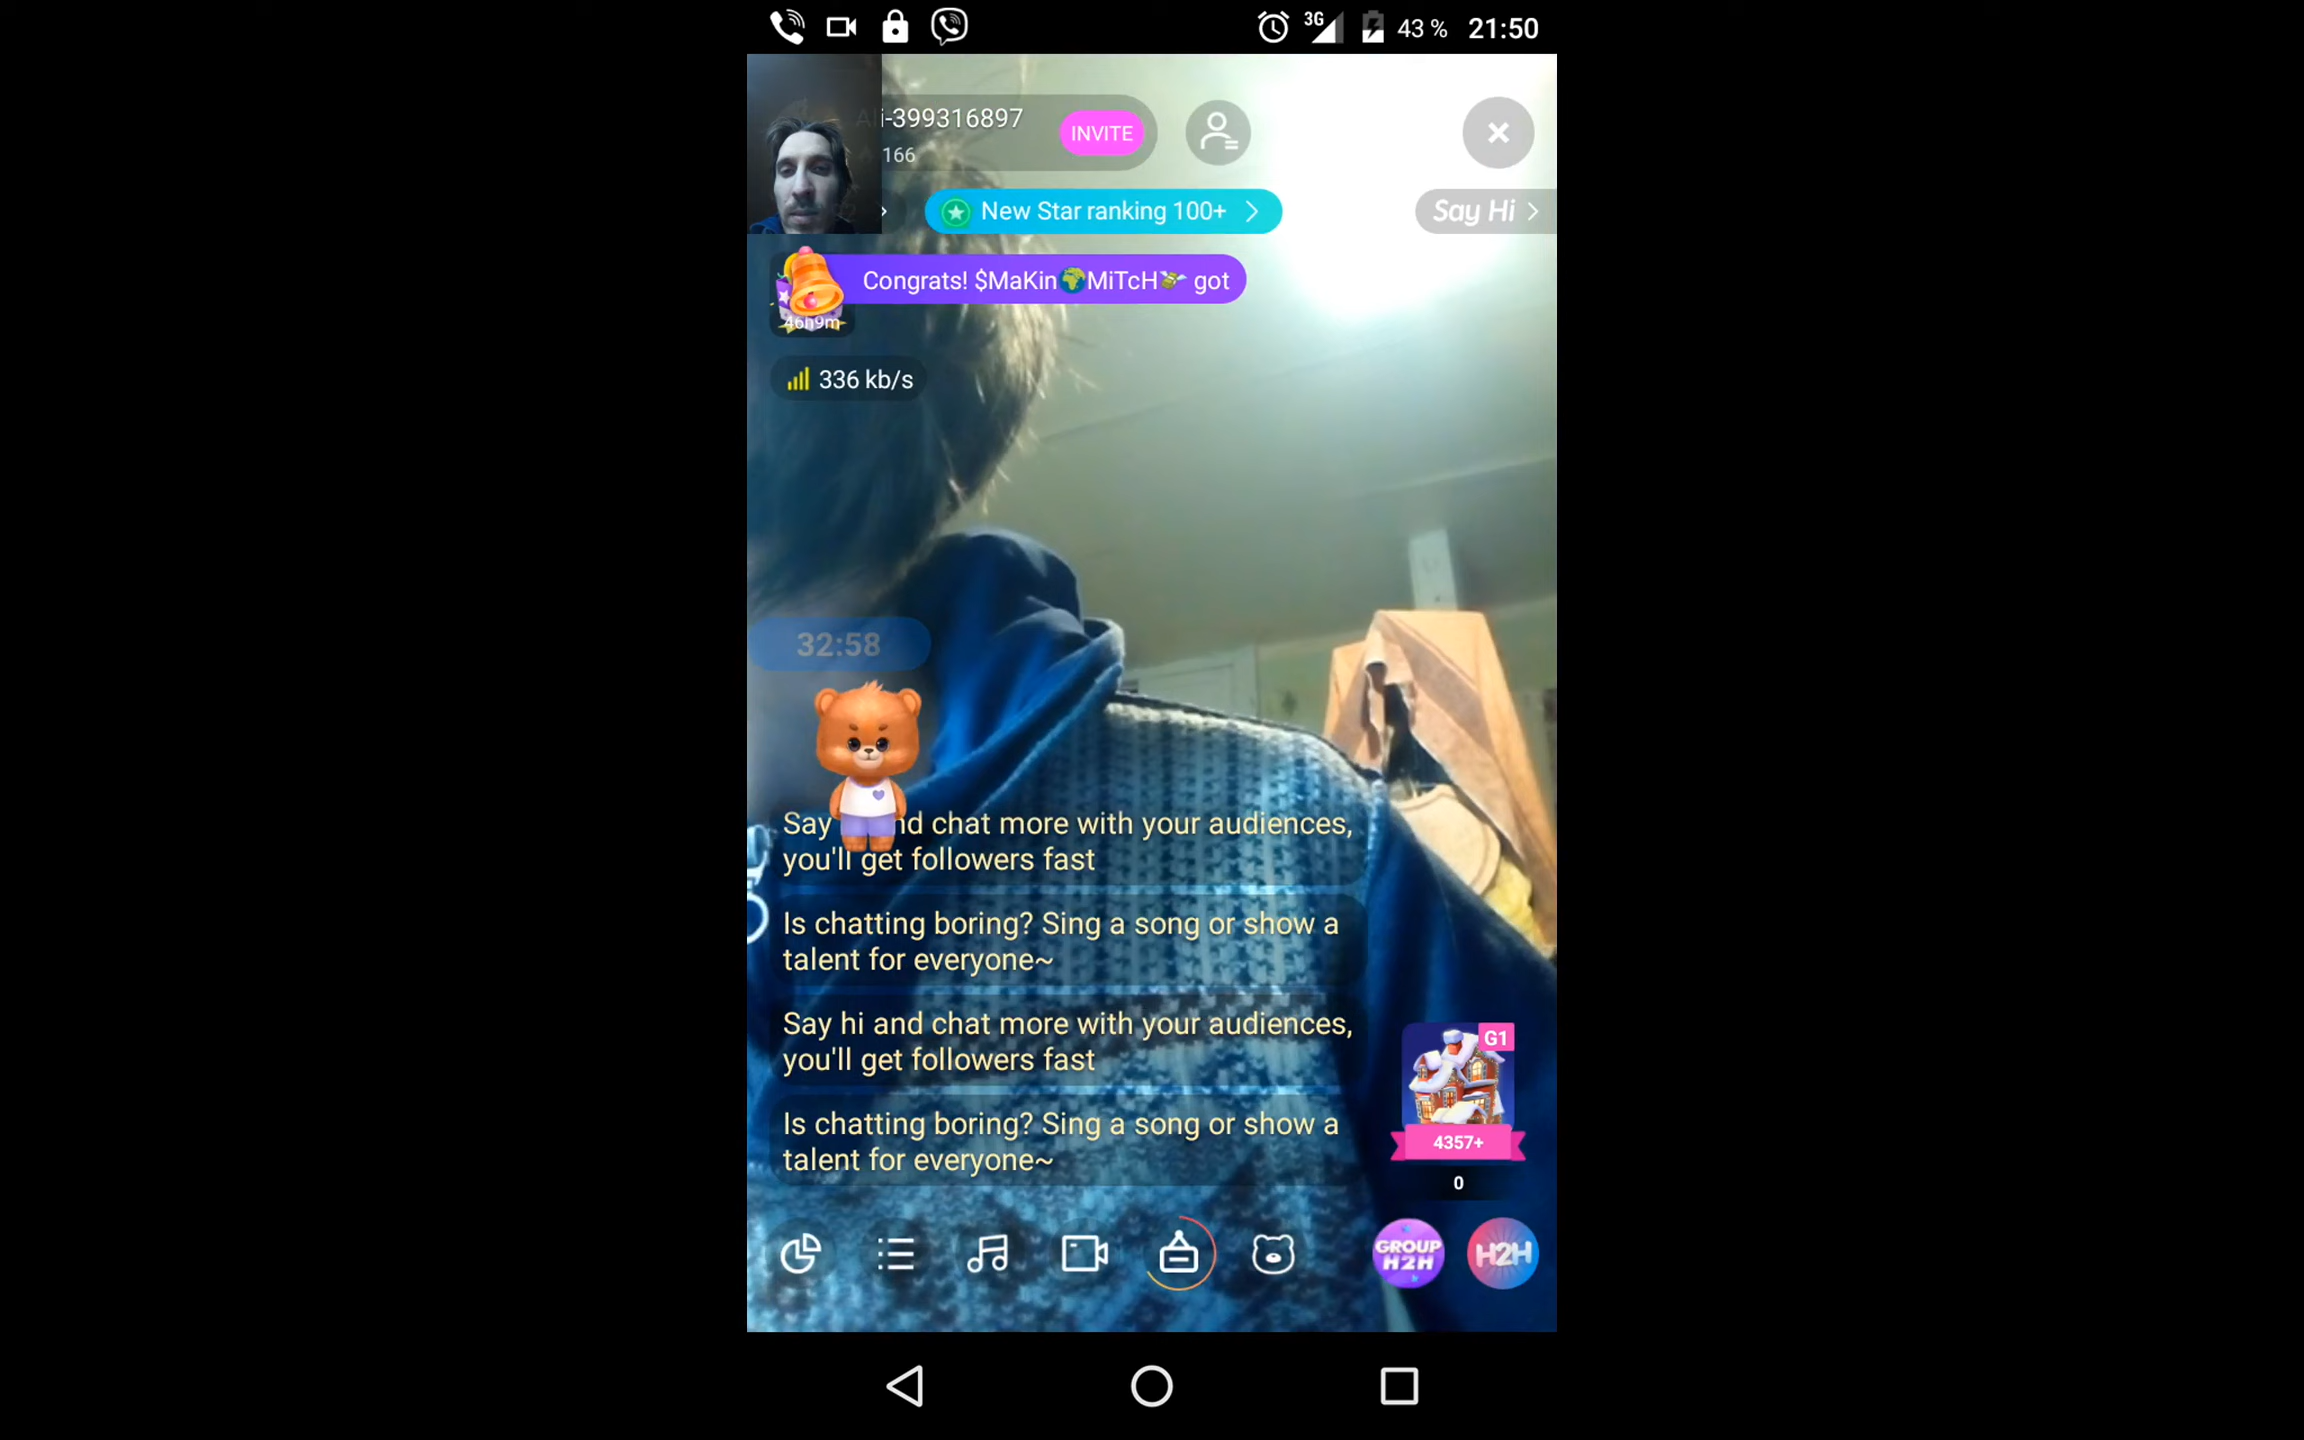 3G 43 % 21:50
i-399316897
INVITE
166
New Star ranking 100+
Say Hi
Congrats! $MaKin🌍MiTcH💸 got
46h9m
336 kb/s
32:58
Say and chat more with your audiences,
you'll get followers fast
Is chatting boring? Sing a song or show a
talent for everyone~
Say hi and chat more with your audiences,
you'll get followers fast
Is chatting boring? Sing a song or show a
talent for everyone~
G1
4357+
0
GROUP
H2H
H2H